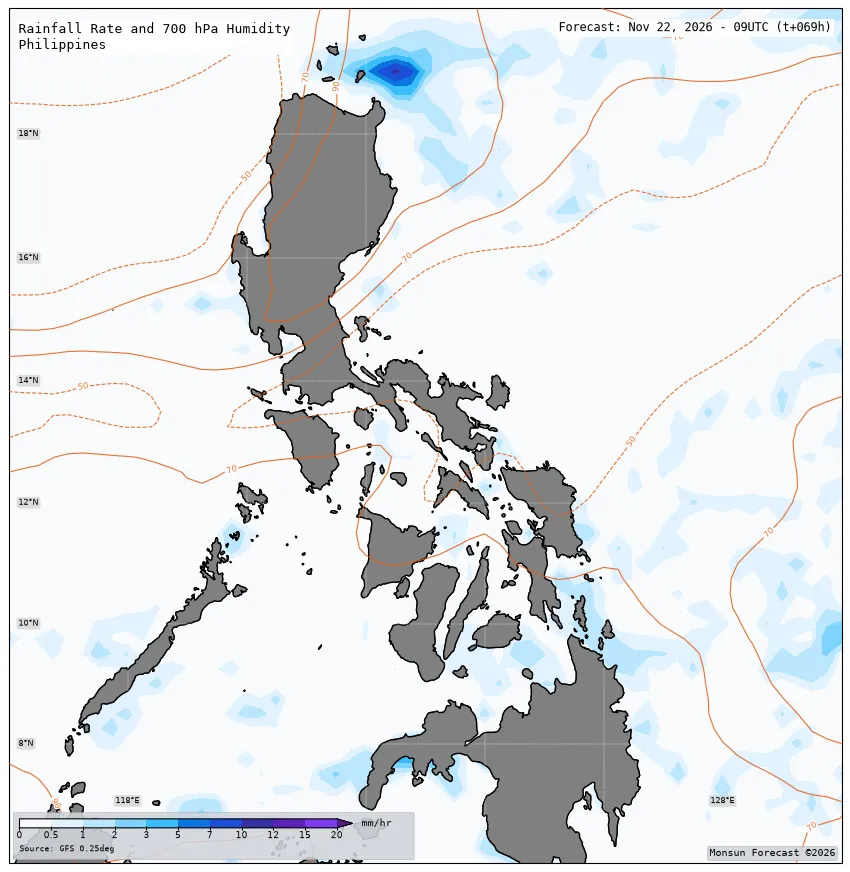 Rainfall Rate and 700 hPa Humidity
Philippines
Forecast: Nov 22, 2026 - 09UTC (t+069h)
70
70
90
18°N
50
16°N
70
14°N
50
50
70
12°N
70
10°N
8°N
118°E
128°E
90
70
mm/hr
0 0.5 1 2 3 5 7 10 12 15 20
Source: GFS 0.25deg
Monsun Forecast ©2026